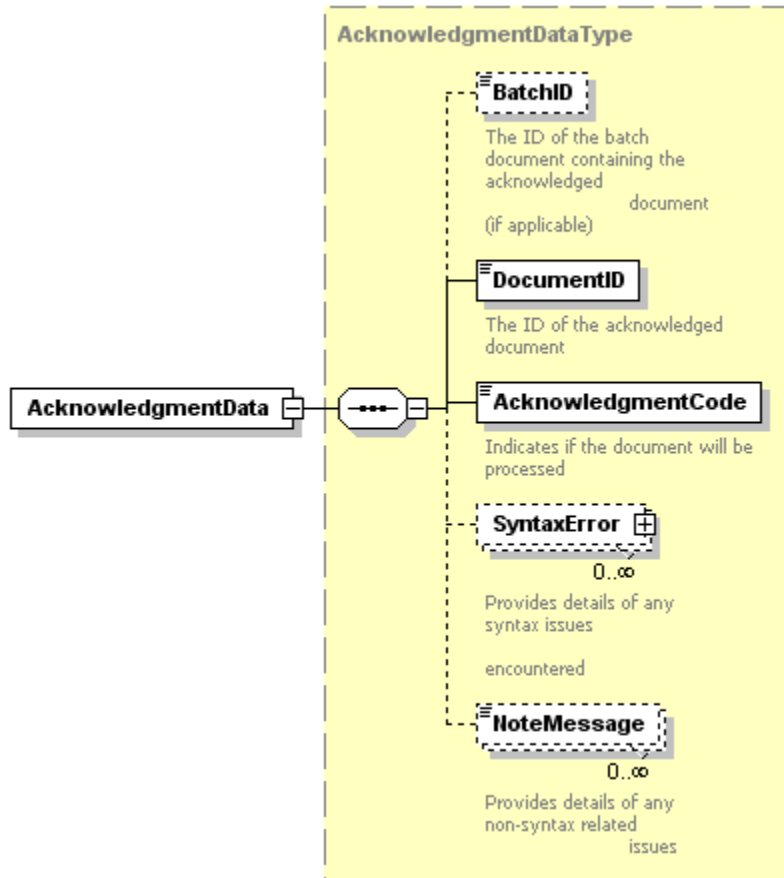 AcknowledgmentDataType
BatchID
The ID of the batch
document containing the
acknowledged
document
(if applicable)
DocumentID
The ID of the acknowledged
document
AcknowledgmentData
AcknowledgmentCode
Indicates if the document will be
processed
SyntaxError
0..∞
Provides details of any
syntax issues
encountered
NoteMessage
0..∞
Provides details of any
non-syntax related
issues